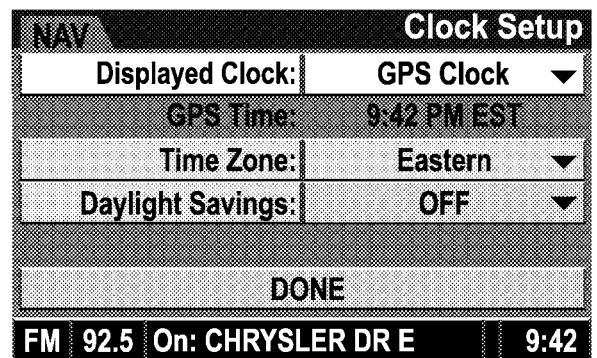 NAV Clock Setup
Displayed Clock: GPS Clock
GPS Time: 9:42 PM EST
Time Zone: Eastern
Daylight Savings: OFF
DONE
FM 92.5 On: CHRYSLER DR E 9:42